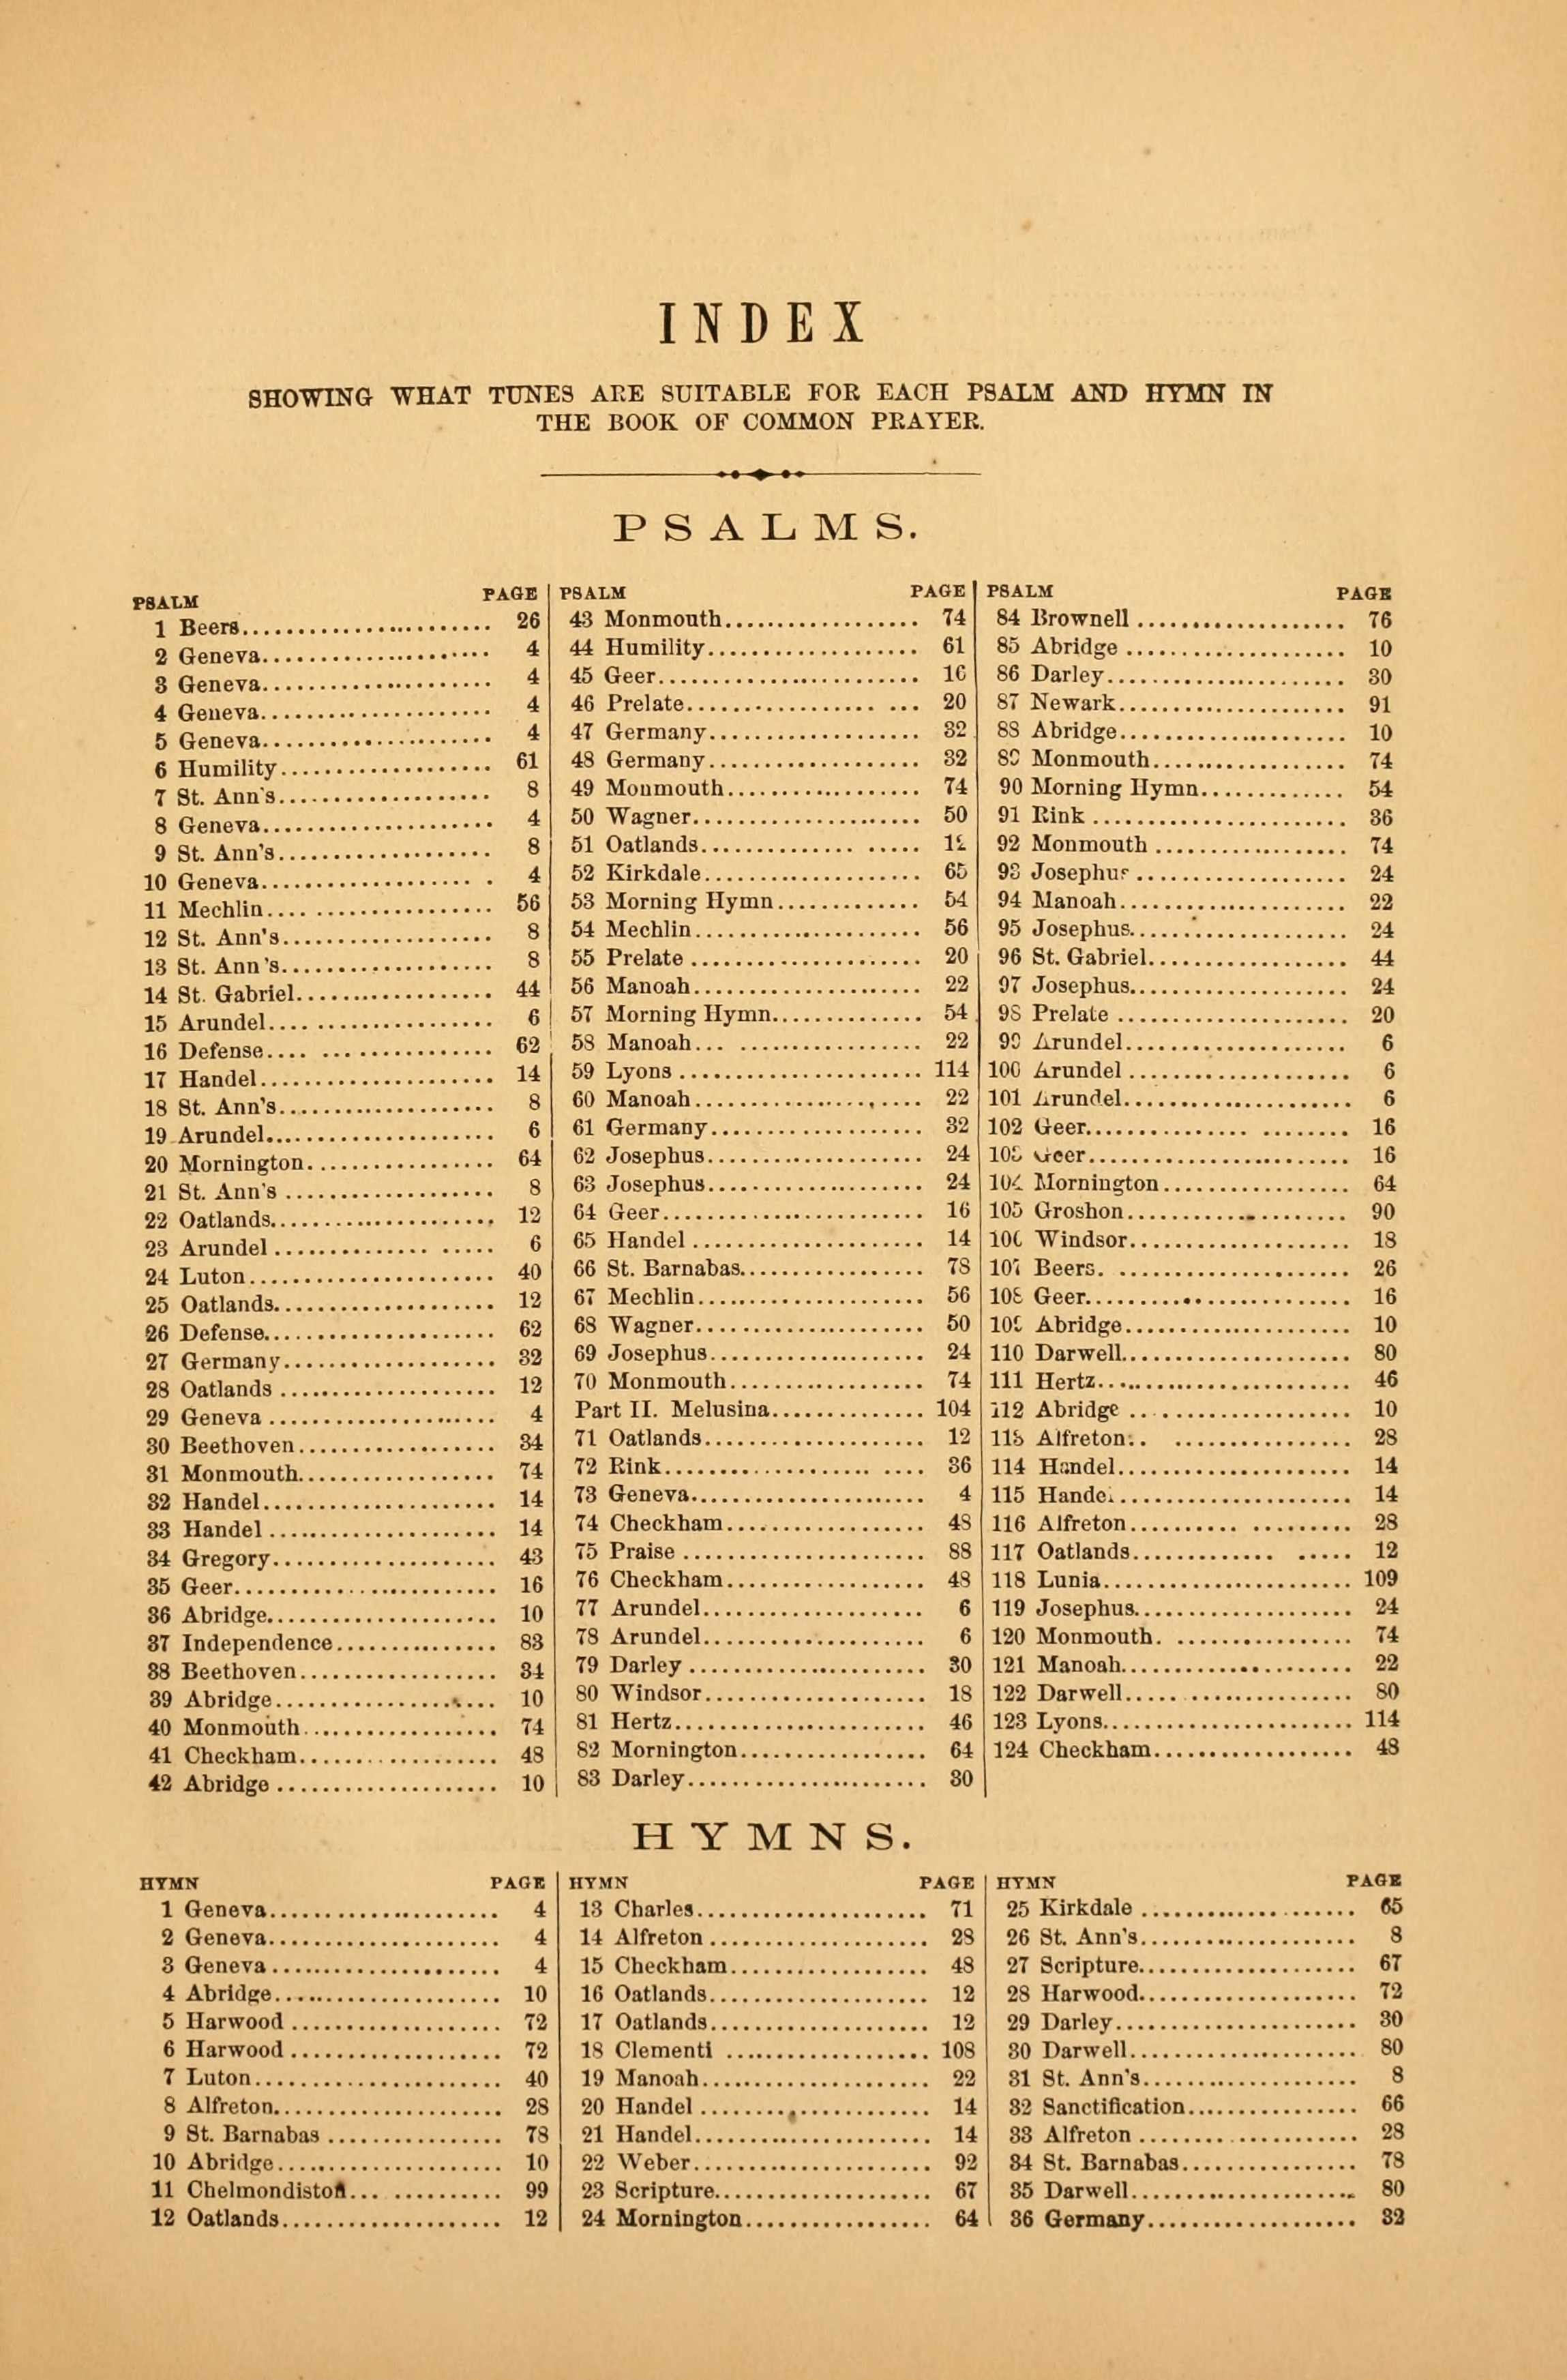 INDEX
SHOWING WHAT TUNES ARE SUITABLE FOR EACH PSALM AND HYMN IN
THE BOOK OF COMMON PRAYER.
PSALMS.
PSALM PAGE
1 Beers 26
2 Geneva 4
3 Geneva 4
4 Geneva 4
5 Geneva 4
6 Humility 61
7 St. Ann's 8
8 Geneva 4
9 St. Ann's 8
10 Geneva 4
11 Mechlin 56
12 St. Ann's 8
13 St. Ann's 8
14 St. Gabriel 44
15 Arundel 6
16 Defense 62
17 Handel 14
18 St. Ann's 8
19 Arundel 6
20 Mornington 64
21 St. Ann's 8
22 Oatlands 12
23 Arundel 6
24 Luton 40
25 Oatlands 12
26 Defense 62
27 Germany 32
28 Oatlands 12
29 Geneva 4
30 Beethoven 34
31 Monmouth 74
32 Handel 14
33 Handel 14
34 Gregory 43
35 Geer 16
36 Abridge 10
37 Independence 83
38 Beethoven 34
39 Abridge 10
40 Monmouth 74
41 Checkham 48
42 Abridge 10
PSALM PAGE
43 Monmouth 74
44 Humility 61
45 Geer 16
46 Prelate 20
47 Germany 32
48 Germany 32
49 Monmouth 74
50 Wagner 50
51 Oatlands 12
52 Kirkdale 65
53 Morning Hymn 54
54 Mechlin 56
55 Prelate 20
56 Manoah 22
57 Morning Hymn 54
58 Manoah 22
59 Lyons 114
60 Manoah 22
61 Germany 32
62 Josephus 24
63 Josephus 24
64 Geer 16
65 Handel 14
66 St. Barnabas 78
67 Mechlin 56
68 Wagner 50
69 Josephus 24
70 Monmouth 74
Part II. Melusina 104
71 Oatlands 12
72 Rink 36
73 Geneva 4
74 Checkham 48
75 Praise 88
76 Checkham 48
77 Arundel 6
78 Arundel 6
79 Darley 30
80 Windsor 18
81 Hertz 46
82 Mornington 64
83 Darley 30
PSALM PAGE
84 Brownell 76
85 Abridge 10
86 Darley 30
87 Newark 91
88 Abridge 10
89 Monmouth 74
90 Morning Hymn 54
91 Rink 36
92 Monmouth 74
93 Josephus 24
94 Manoah 22
95 Josephus 24
96 St. Gabriel 44
97 Josephus 24
98 Prelate 20
99 Arundel 6
100 Arundel 6
101 Arundel 6
102 Geer 16
103 Geer 16
104 Mornington 64
105 Groshon 90
106 Windsor 18
107 Beers 26
108 Geer 16
109 Abridge 10
110 Darwell 80
111 Hertz 46
112 Abridge 10
113 Alfreton 28
114 Handel 14
115 Handel 14
116 Alfreton 28
117 Oatlands 12
118 Lunia 109
119 Josephus 24
120 Monmouth 74
121 Manoah 22
122 Darwell 80
123 Lyons 114
124 Checkham 48
HYMNS.
HYMN PAGE
1 Geneva 4
2 Geneva 4
3 Geneva 4
4 Abridge 10
5 Harwood 72
6 Harwood 72
7 Luton 40
8 Alfreton 28
9 St. Barnabas 78
10 Abridge 10
11 Chelmondiston 99
12 Oatlands 12
HYMN PAGE
13 Charles 71
14 Alfreton 28
15 Checkham 48
16 Oatlands 12
17 Oatlands 12
18 Clementi 108
19 Manoah 22
20 Handel 14
21 Handel 14
22 Weber 92
23 Scripture 67
24 Mornington 64
HYMN PAGE
25 Kirkdale 65
26 St. Ann's 8
27 Scripture 67
28 Harwood 72
29 Darley 30
30 Darwell 80
31 St. Ann's 8
32 Sanctification 66
33 Alfreton 28
34 St. Barnabas 78
35 Darwell 80
36 Germany 32